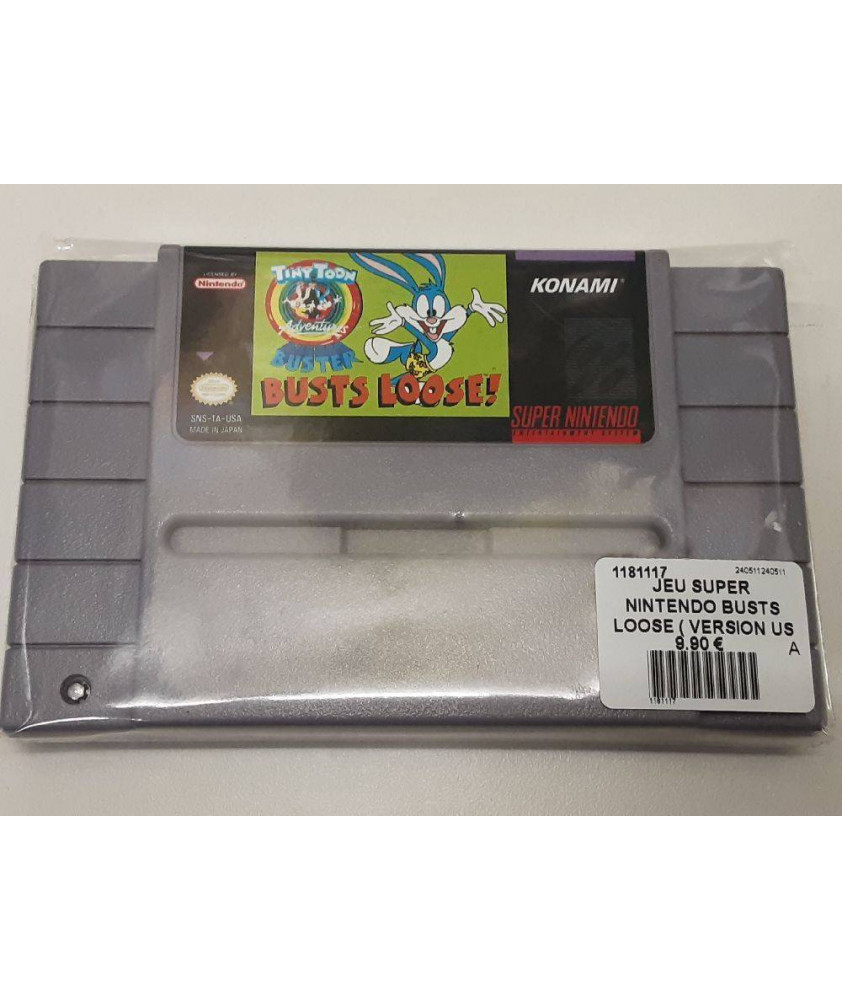 LICENSED BY
Nintendo
SNS-TA-USA
MADE IN JAPAN
TINY TOON
Adventures
BUSTER
BUSTS LOOSE!
KONAMI
SUPER NINTENDO
ENTERTAINMENT SYSTEM
1181117 240511240511
JEU SUPER
NINTENDO BUSTS
LOOSE ( VERSION US
9.90 € A
1181117